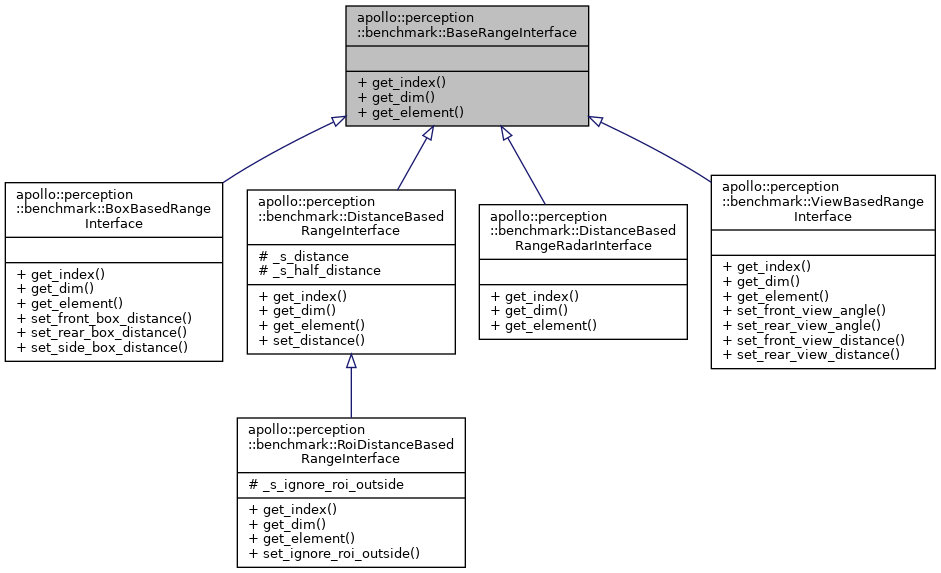 apollo::perception
::benchmark::BaseRangeInterface
+ get_index()
+ get_dim()
+ get_element()
apollo::perception
::benchmark::BoxBasedRange
Interface
+ get_index()
+ get_dim()
+ get_element()
+ set_front_box_distance()
+ set_rear_box_distance()
+ set_side_box_distance()
apollo::perception
::benchmark::DistanceBased
RangeInterface
# _s_distance
# _s_half_distance
+ get_index()
+ get_dim()
+ get_element()
+ set_distance()
apollo::perception
::benchmark::DistanceBased
RangeRadarInterface
+ get_index()
+ get_dim()
+ get_element()
apollo::perception
::benchmark::ViewBasedRange
Interface
+ get_index()
+ get_dim()
+ get_element()
+ set_front_view_angle()
+ set_rear_view_angle()
+ set_front_view_distance()
+ set_rear_view_distance()
apollo::perception
::benchmark::RoiDistanceBased
RangeInterface
# _s_ignore_roi_outside
+ get_index()
+ get_dim()
+ get_element()
+ set_ignore_roi_outside()